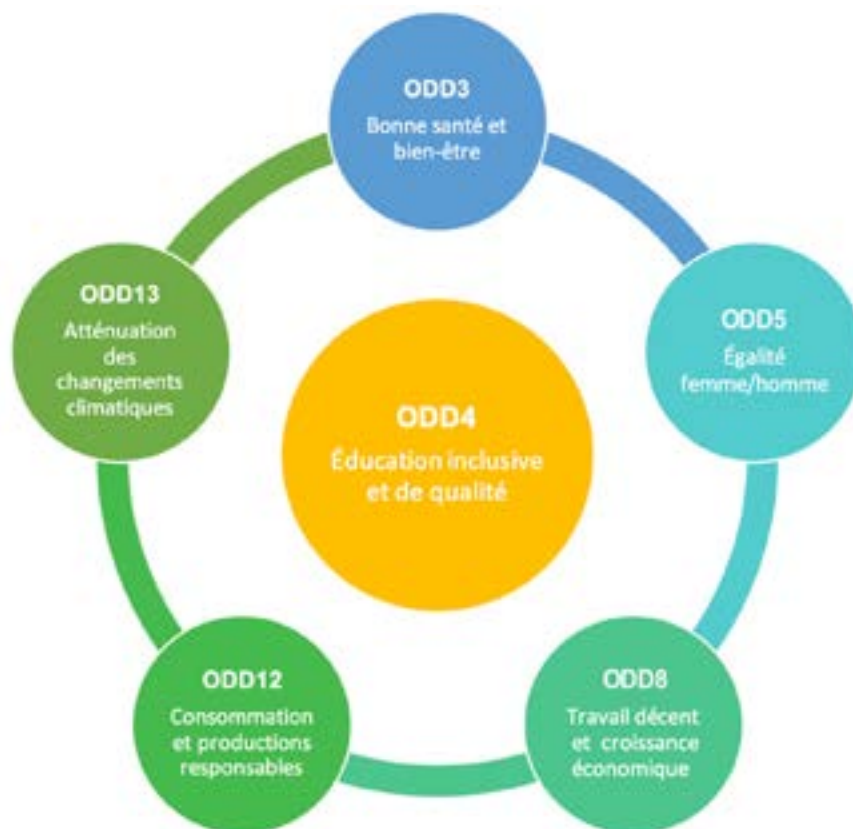 ODD3
Bonne santé et
bien-être
ODD13
Atténuation
des
changements
climatiques
ODD5
Égalité
femme/homme
ODD4
Éducation inclusive
et de qualité
ODD12
Consommation
et productions
responsables
ODD8
Travail décent
et croissance
économique